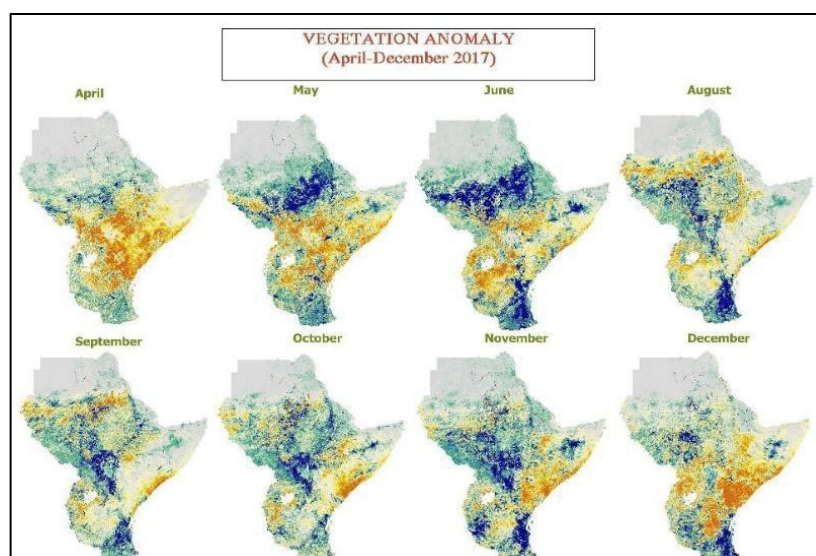 VEGETATION ANOMALY
(April-December 2017)
April
May
June
August
September
October
November
December